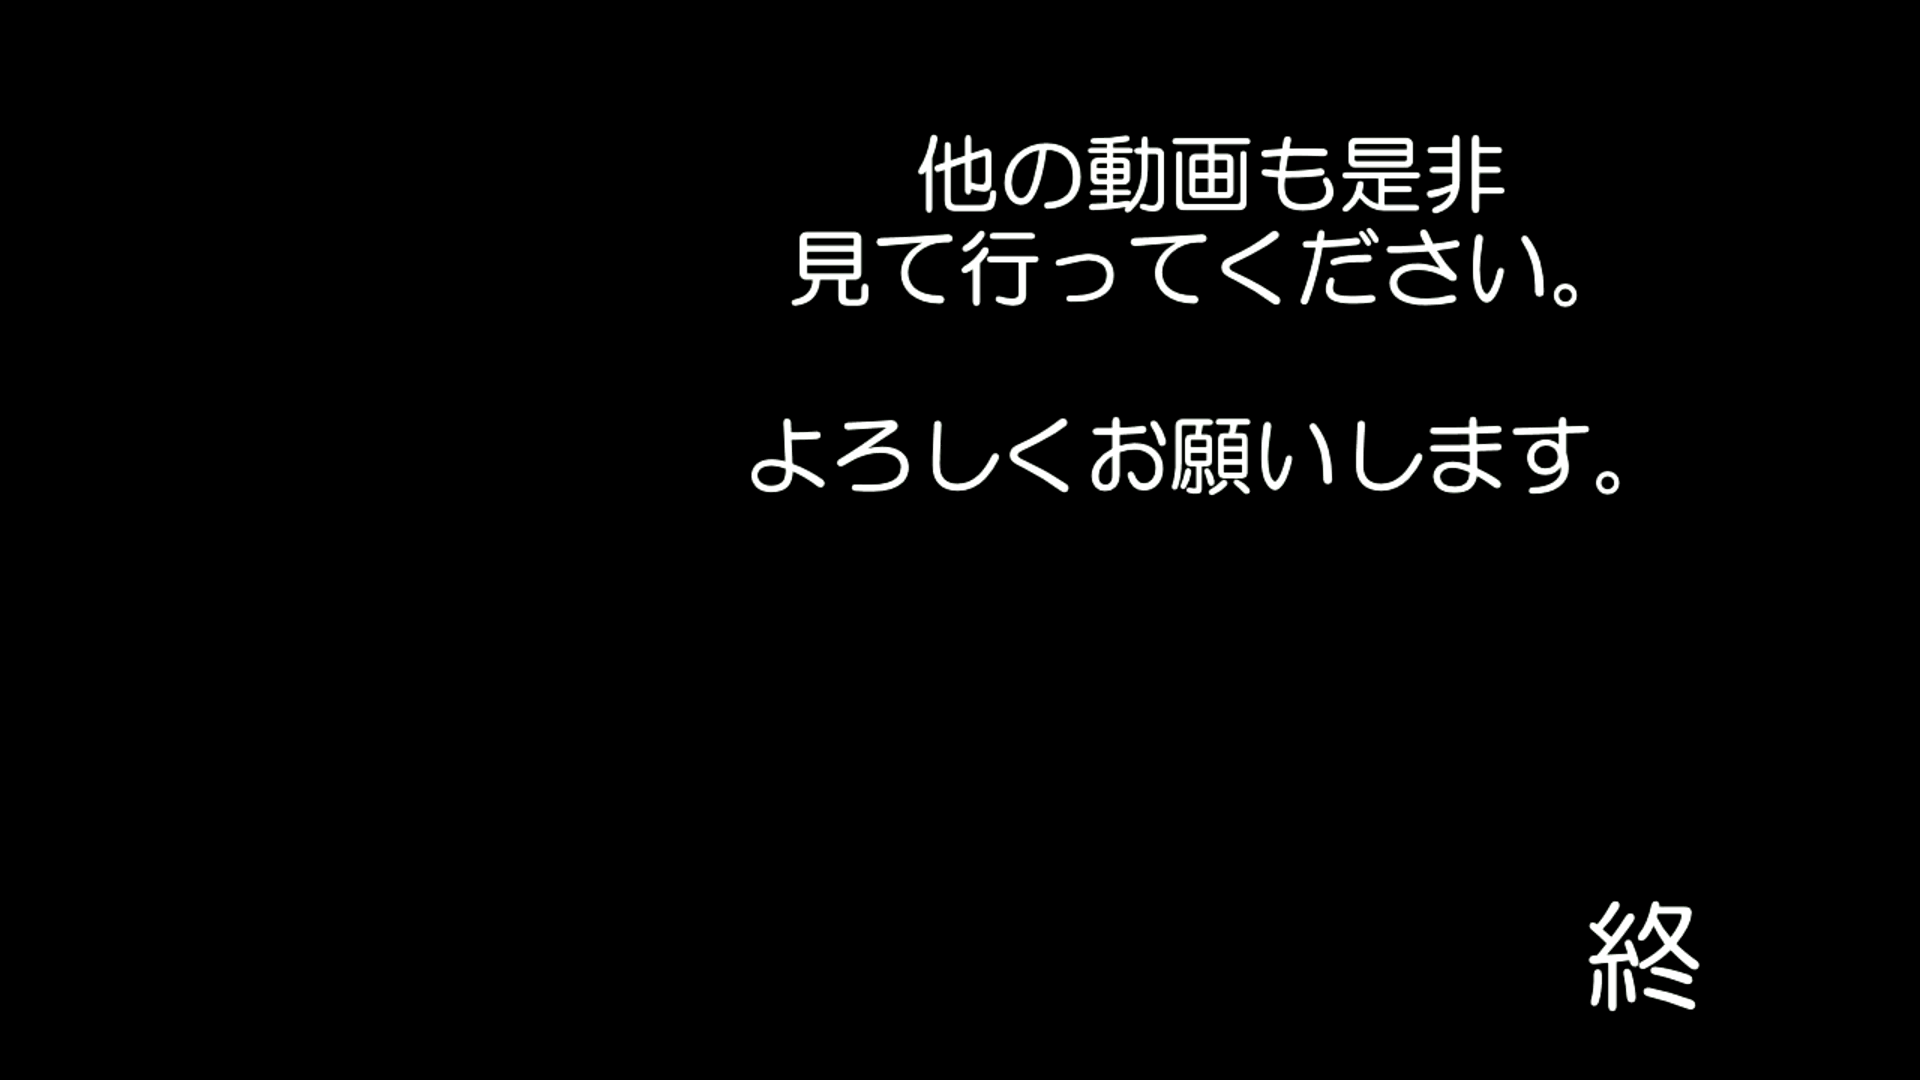 他の動画も是非
見て行ってください。
よろしくお願いします。
終